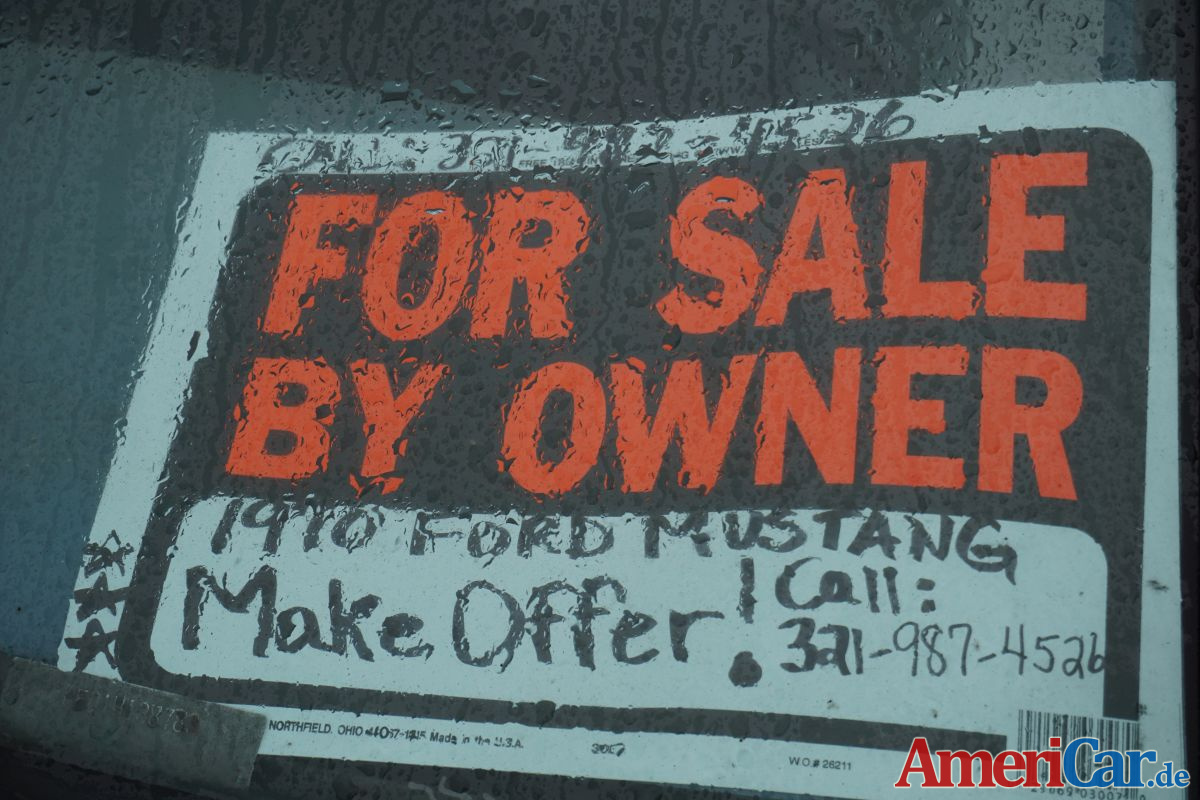 FOR SALE
BY OWNER
1970 FORD MUSTANG
Make Offer!
Call:
321-987-4526
NORTHFIELD, OHIO Made in the U.S.A.
W.O.# 26211
AmeriCar.de